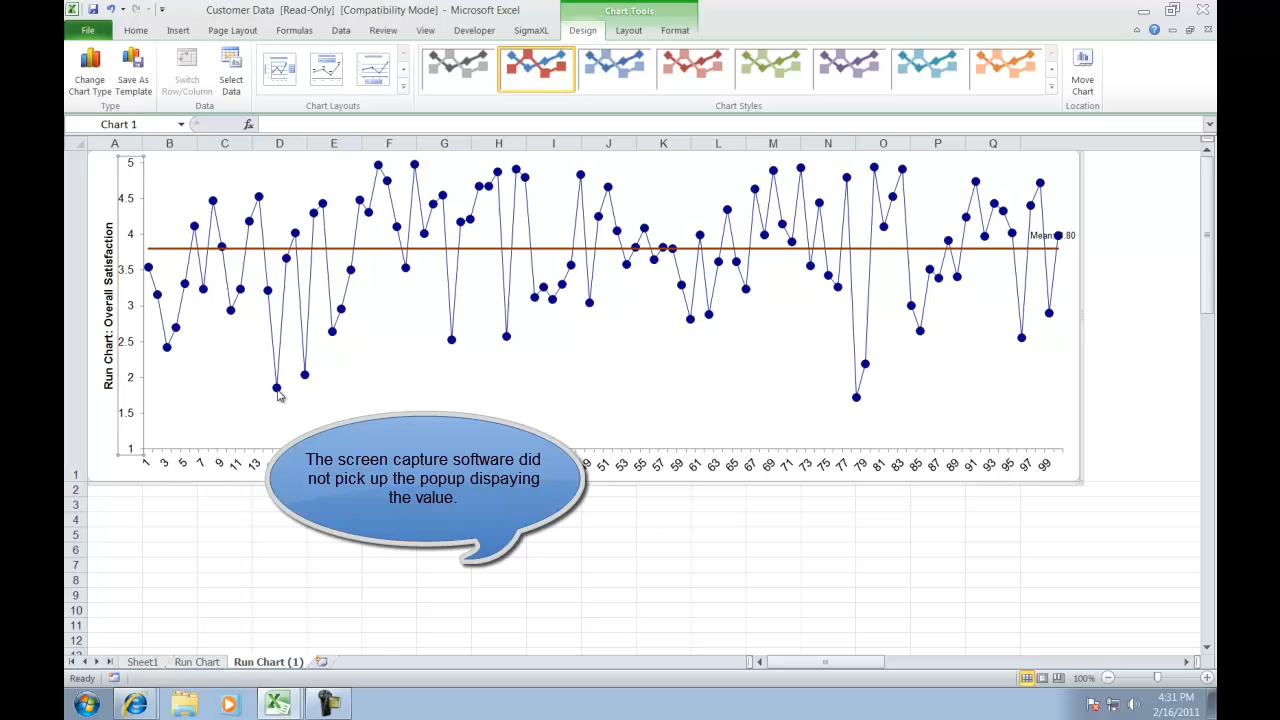 Customer Data [Read-Only] [Compatibility Mode] - Microsoft Excel
Chart Tools
File Home Insert Page Layout Formulas Data Review View Developer SigmaXL Design Layout Format
Change Chart Type
Save As Template
Switch Row/Column
Select Data
Move Chart
Type Data Chart Layouts Chart Styles Location
Chart 1 fx
A B C D E F G H I J K L M N O P Q
5
4.5
4
3.5
3
2.5
2
1.5
1
Run Chart: Overall Satisfaction
1 3 5 7 9 11 13 51 53 55 57 59 61 63 65 67 69 71 73 75 77 79 81 83 85 87 89 91 93 95 97 99
The screen capture software did
not pick up the popup dispaying
the value.
1
2
3
4
5
6
7
8
9
10
11
12
Sheet1 Run Chart Run Chart (1)
Ready 100%
4:31 PM
2/16/2011